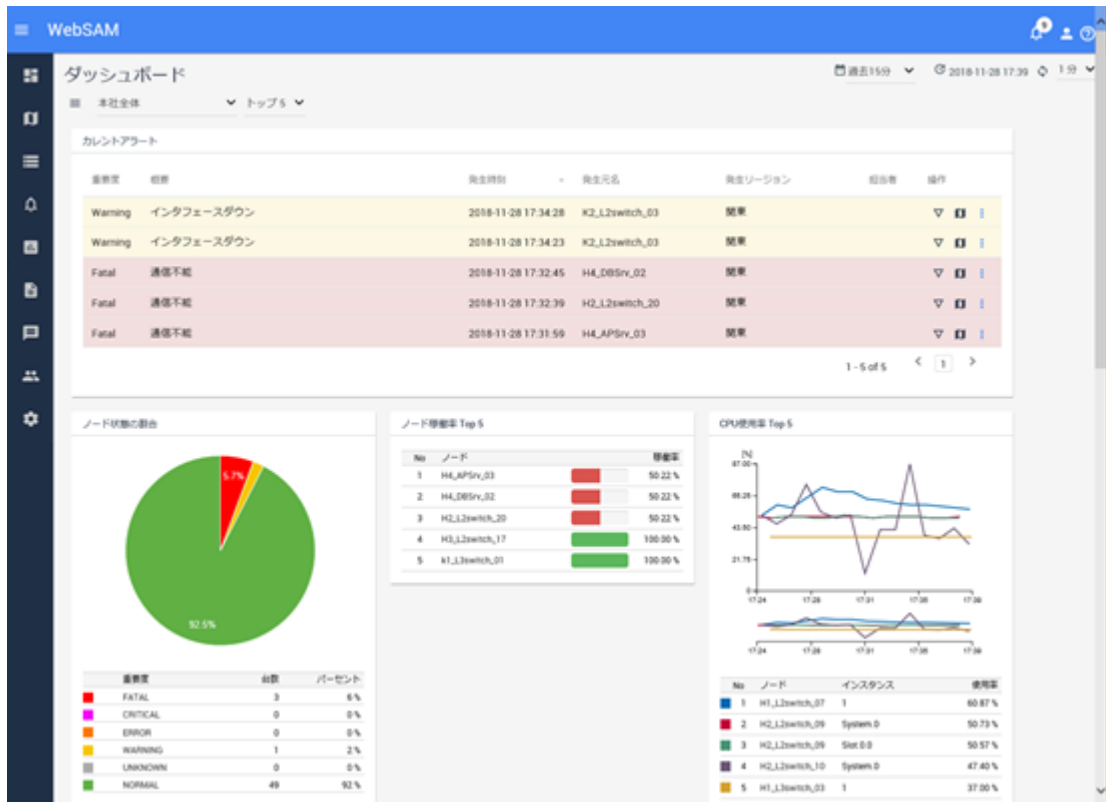 WebSAM
ダッシュボード
過去15分 2018-11-28 17:39 1分
本社全体 トップ 5
カレントアラート
重要度 概要 発生時刻 発生元名 発生リージョン 担当者 操作
Warning インタフェースダウン 2018-11-28 17:34:28 K2_L2switch_03 関東
Warning インタフェースダウン 2018-11-28 17:34:23 K2_L2switch_03 関東
Fatal 通信不能 2018-11-28 17:32:45 H4_DBSrv_02 関東
Fatal 通信不能 2018-11-28 17:32:39 H2_L2switch_20 関東
Fatal 通信不能 2018-11-28 17:31:59 H4_APSrv_03 関東
1 - 5 of 5 1
ノード状態の割合
5.7%
92.5%
重要度 台数 パーセント
FATAL 3 6 %
CRITICAL 0 0 %
ERROR 0 0 %
WARNING 1 2 %
UNKNOWN 0 0 %
NORMAL 49 92 %
ノード稼働率 Top 5
No ノード 稼働率
1 H4_APSrv_03 50.22 %
2 H4_DBSrv_02 50.22 %
3 H2_L2switch_20 50.22 %
4 H3_L2switch_17 100.00 %
5 k1_L3switch_01 100.00 %
CPU使用率 Top 5
[%]
87.00
65.25
43.50
21.75
0
17:24 17:28 17:31 17:35 17:39
17:24 17:28 17:31 17:35 17:39
No ノード インスタンス 使用率
1 H1_L2switch_07 1 60.87 %
2 H2_L2switch_09 System.0 50.73 %
3 H2_L2switch_09 Slot 0.0 50.57 %
4 H2_L2switch_10 System.0 47.40 %
5 H1_L3switch_03 1 37.00 %